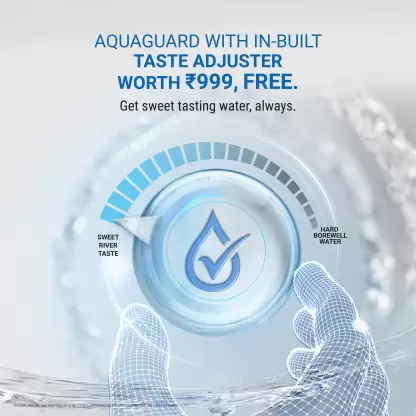 AQUAGUARD WITH IN-BUILT
TASTE ADJUSTER
WORTH ₹999, FREE.
Get sweet tasting water, always.
SWEET
RIVER
TASTE
HARD
BOREWELL
WATER